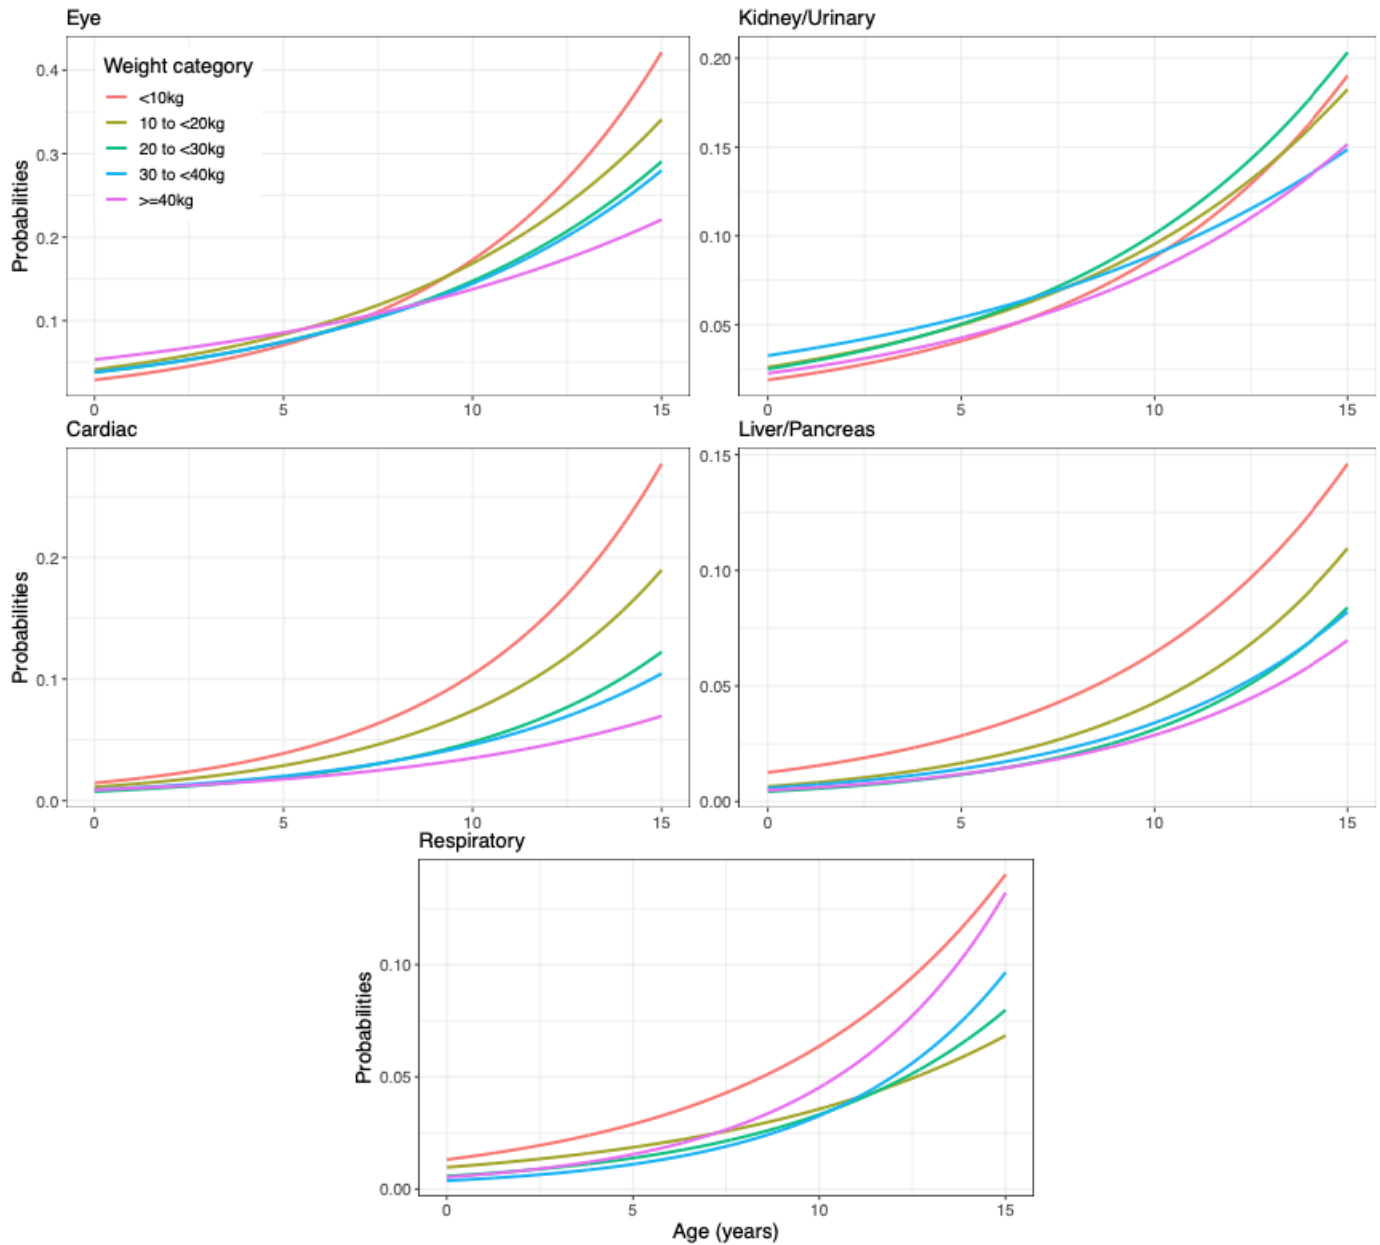 Eye
Kidney/Urinary
Weight category
<10kg
10 to <20kg
20 to <30kg
30 to <40kg
>=40kg
Probabilities
0.4
0.3
0.2
0.1
0 5 10 15
0.20
0.15
0.10
0.05
0 5 10 15
Cardiac
Liver/Pancreas
Probabilities
0.2
0.1
0.0
0 5 10 15
0.15
0.10
0.05
0.00
0 5 10 15
Respiratory
Probabilities
0.10
0.05
0.00
0 5 10 15
Age (years)